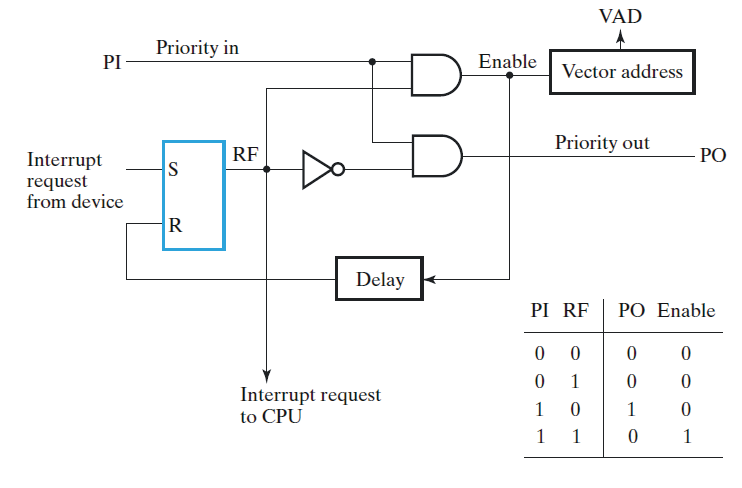 VAD
Priority in
PI
Enable
Vector address
Priority out
PO
Interrupt
request
from device
S
RF
R
Delay
PI RF PO Enable
0 0 0 0
0 1 0 0
1 0 1 0
1 1 0 1
Interrupt request
to CPU